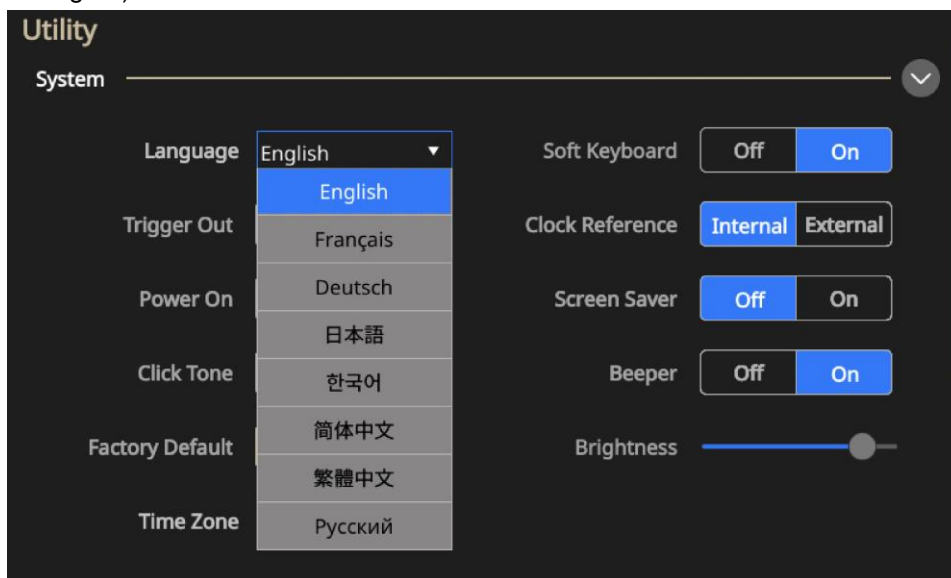 Utility
System
Language English ▼
English
Français
Deutsch
日本語
한국어
简体中文
繁體中文
Русский
Trigger Out
Power On
Click Tone
Factory Default
Time Zone
Soft Keyboard Off On
Clock Reference Internal External
Screen Saver Off On
Beeper Off On
Brightness